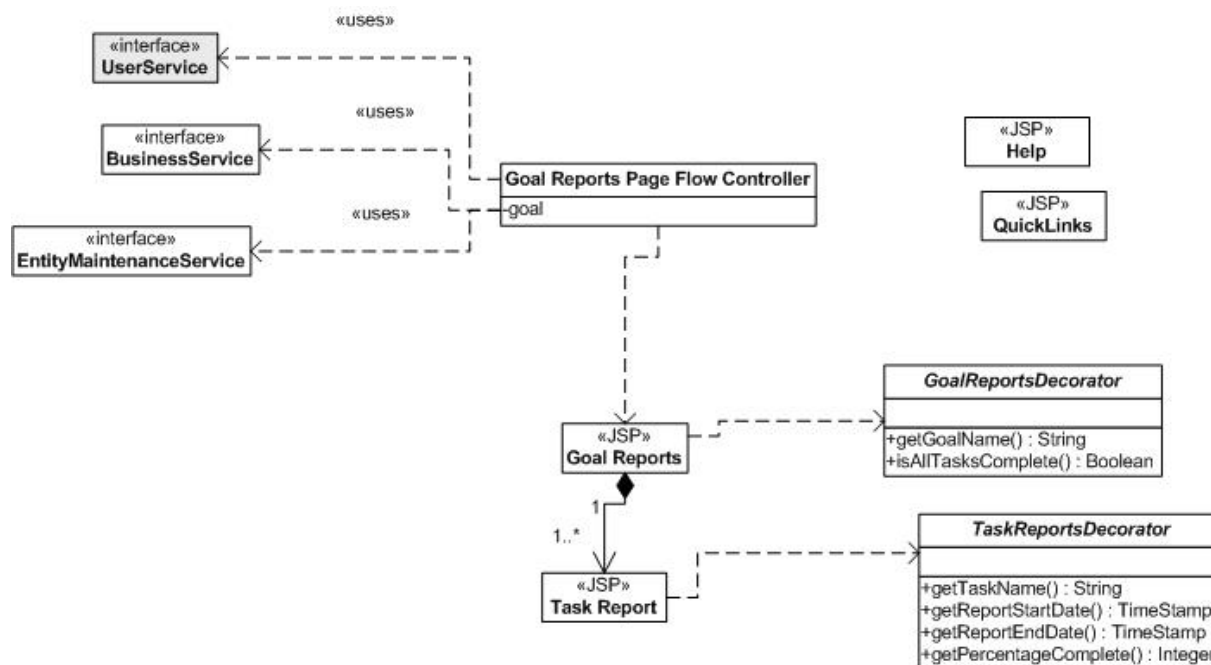 «uses»
«interface»
UserService
«uses»
«interface»
BusinessService
«uses»
«interface»
EntityMaintenanceService
Goal Reports Page Flow Controller
-goal
«JSP»
Help
«JSP»
QuickLinks
GoalReportsDecorator
+getGoalName() : String
+isAllTasksComplete() : Boolean
«JSP»
Goal Reports
1
1..*
«JSP»
Task Report
TaskReportsDecorator
+getTaskName() : String
+getReportStartDate() : TimeStamp
+getReportEndDate() : TimeStamp
+getPercentageComplete() : Integer